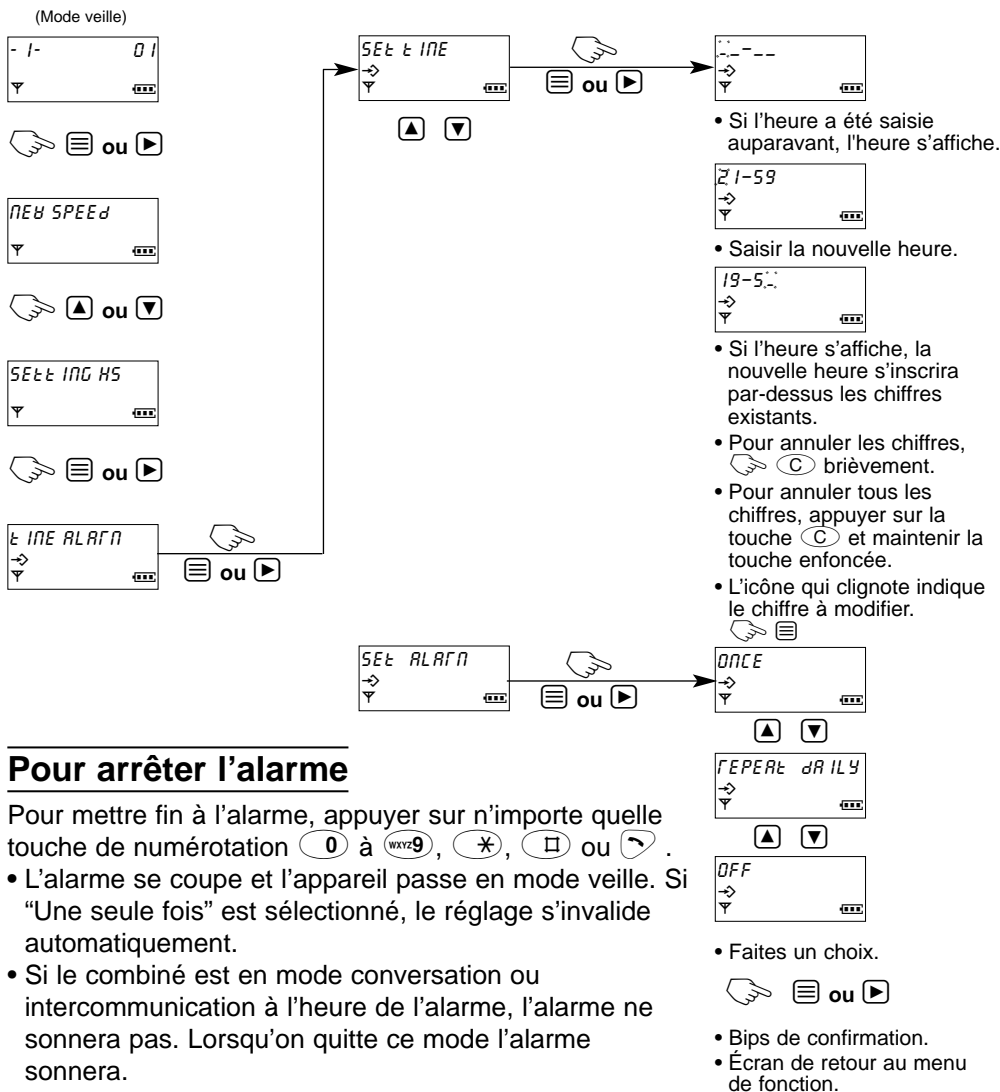 (Mode veille)
- 1- 01
ou
NEW SPEEd
ou
SEttING HS
ou
tIME ALArM
ou
SEt tIME
ou
_ _ - _ _
• Si l'heure a été saisie
auparavant, l'heure s'affiche.
21-59
• Saisir la nouvelle heure.
19-5_
• Si l'heure s'affiche, la
nouvelle heure s'inscrira
par-dessus les chiffres
existants.
• Pour annuler les chiffres,
C brièvement.
• Pour annuler tous les
chiffres, appuyer sur la
touche C et maintenir la
touche enfoncée.
• L'icône qui clignote indique
le chiffre à modifier.
SEt ALArM
ou
ONCE
rEPEAt dAILY
OFF
• Faites un choix.
ou
• Bips de confirmation.
• Écran de retour au menu
de fonction.
Pour arrêter l'alarme
Pour mettre fin à l'alarme, appuyer sur n'importe quelle
touche de numérotation 0 à WXYZ9, *, ⌗ ou .
• L'alarme se coupe et l'appareil passe en mode veille. Si
“Une seule fois” est sélectionné, le réglage s'invalide
automatiquement.
• Si le combiné est en mode conversation ou
intercommunication à l'heure de l'alarme, l'alarme ne
sonnera pas. Lorsqu'on quitte ce mode l'alarme
sonnera.